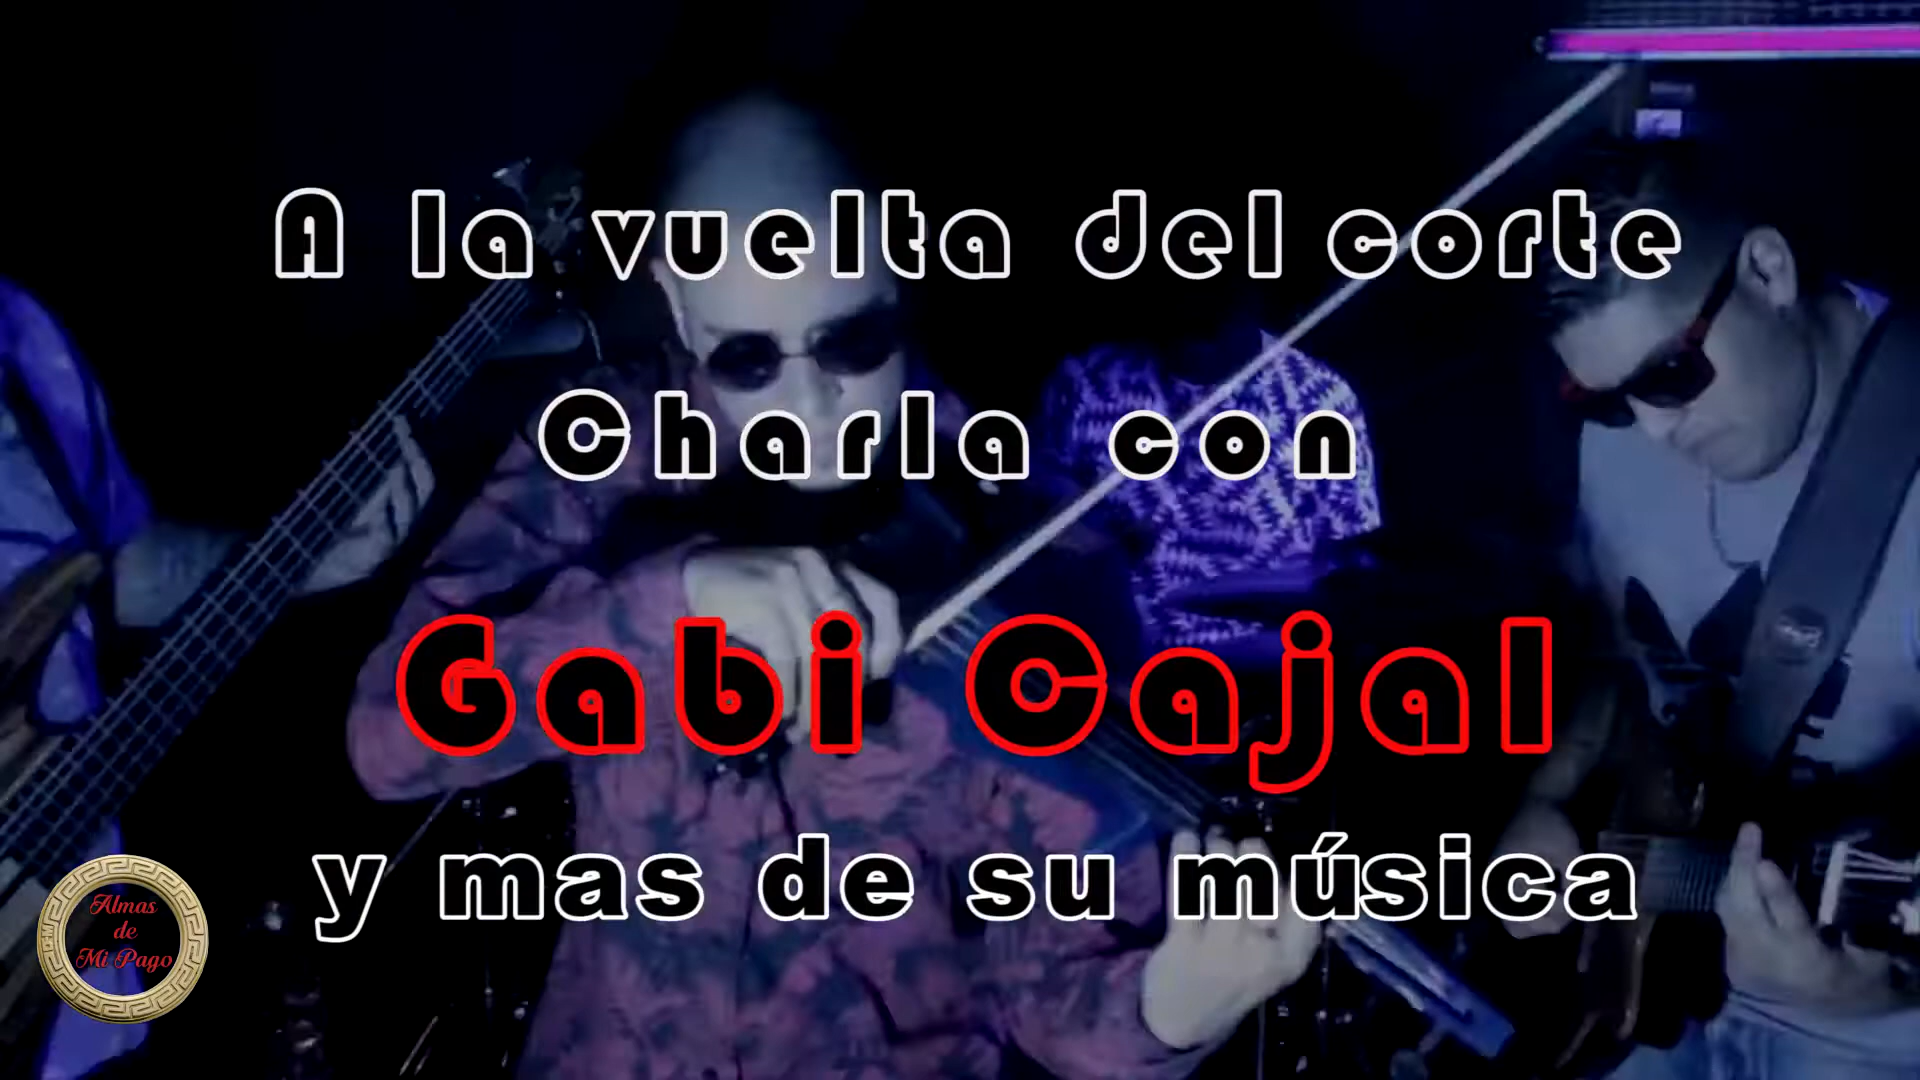 A la vuelta del corte
Charla con
Gabi Cajal
y mas de su música
Almas
de
Mi Pago